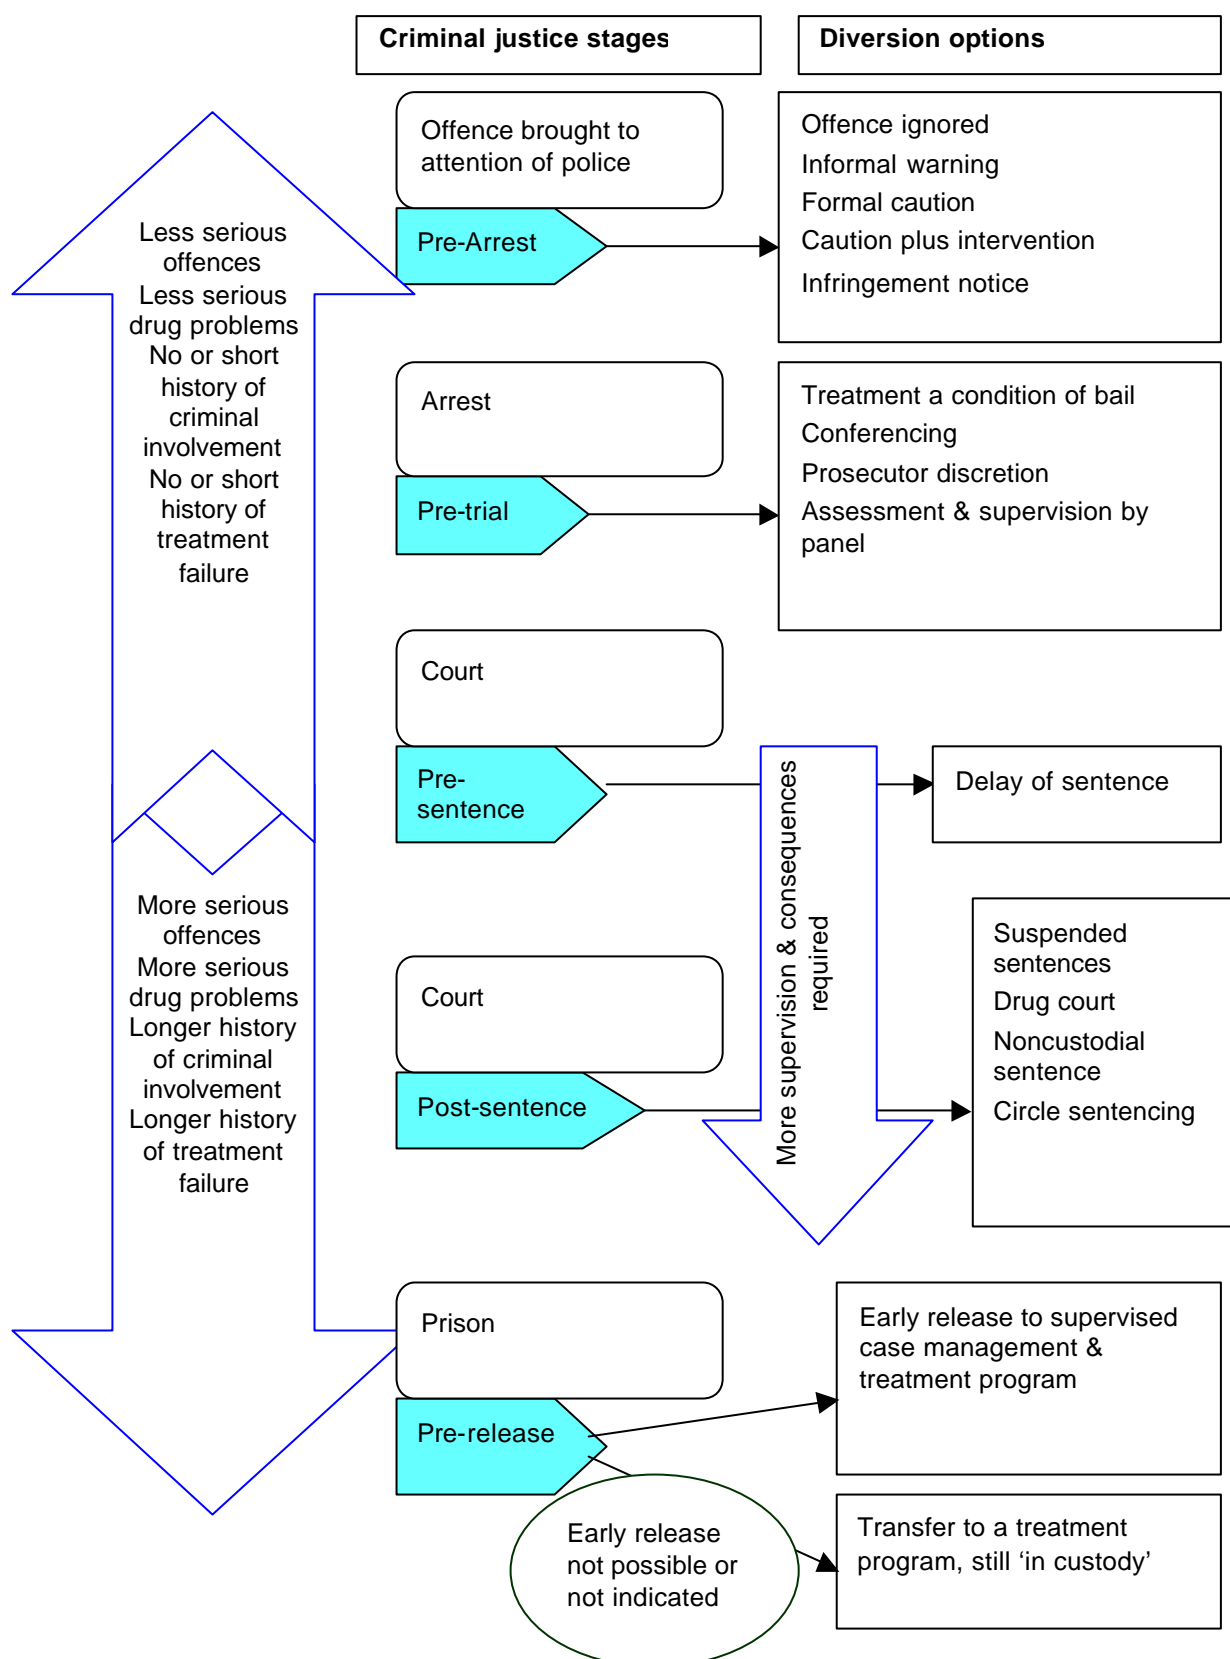 Criminal justice stages
Diversion options
Offence brought to
attention of police
Pre-Arrest
Offence ignored
Informal warning
Formal caution
Caution plus intervention
Infringement notice
Less serious
offences
Less serious
drug problems
No or short
history of
criminal
involvement
No or short
history of
treatment
failure
Arrest
Pre-trial
Treatment a condition of bail
Conferencing
Prosecutor discretion
Assessment & supervision by
panel
Court
Pre-
sentence
More supervision & consequences
required
Delay of sentence
More serious
offences
More serious
drug problems
Longer history
of criminal
involvement
Longer history
of treatment
failure
Court
Post-sentence
Suspended
sentences
Drug court
Noncustodial
sentence
Circle sentencing
Prison
Pre-release
Early release to supervised
case management &
treatment program
Early release
not possible or
not indicated
Transfer to a treatment
program, still ‘in custody’